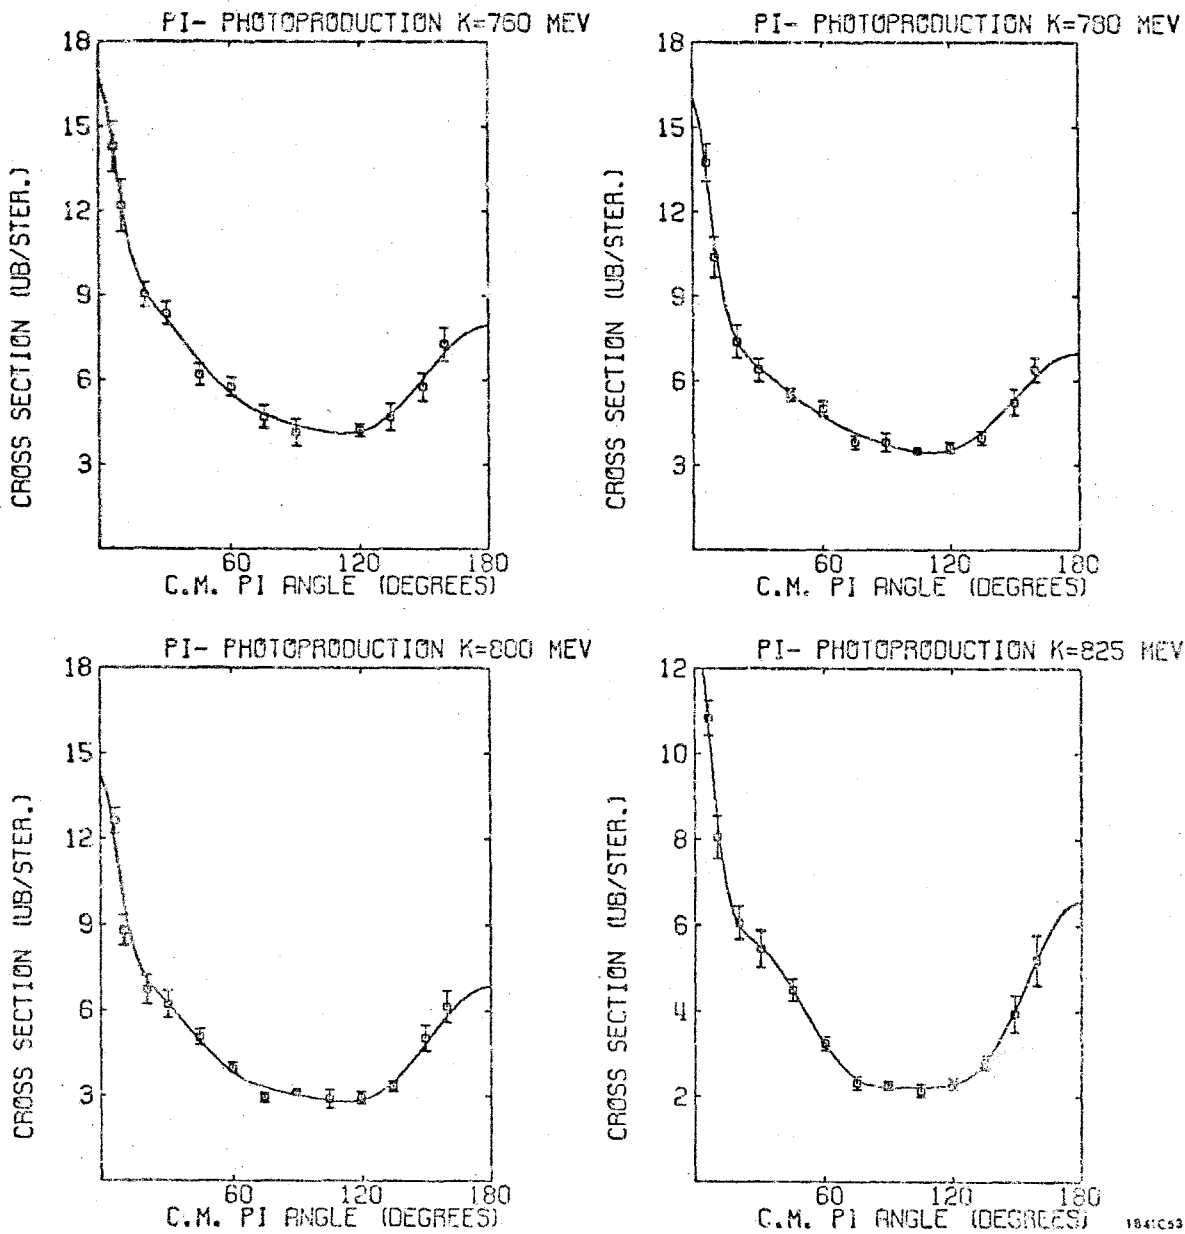 PI- PHOTOPRODUCTION K=760 MEV
18
15
12
9
6
3
CROSS SECTION (UB/STER.)
60 120 180
C.M. PI ANGLE (DEGREES)
PI- PHOTOPRODUCTION K=780 MEV
18
15
12
9
6
3
CROSS SECTION (UB/STER.)
60 120 180
C.M. PI ANGLE (DEGREES)
PI- PHOTOPRODUCTION K=800 MEV
18
15
12
9
6
3
CROSS SECTION (UB/STER.)
60 120 180
C.M. PI ANGLE (DEGREES)
PI- PHOTOPRODUCTION K=825 MEV
12
10
8
6
4
2
CROSS SECTION (UB/STER.)
60 120 180
C.M. PI ANGLE (DEGREES)